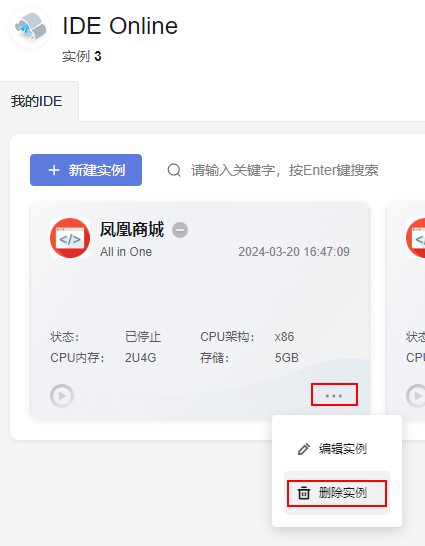 IDE Online
实例 3
我的IDE
+ 新建实例
请输入关键字，按Enter键搜索
凤凰商城
All in One
2024-03-20 16:47:09
状态：
已停止
CPU架构：
x86
CPU内存：
2U4G
存储：
5GB
状态：
CPU
编辑实例
删除实例